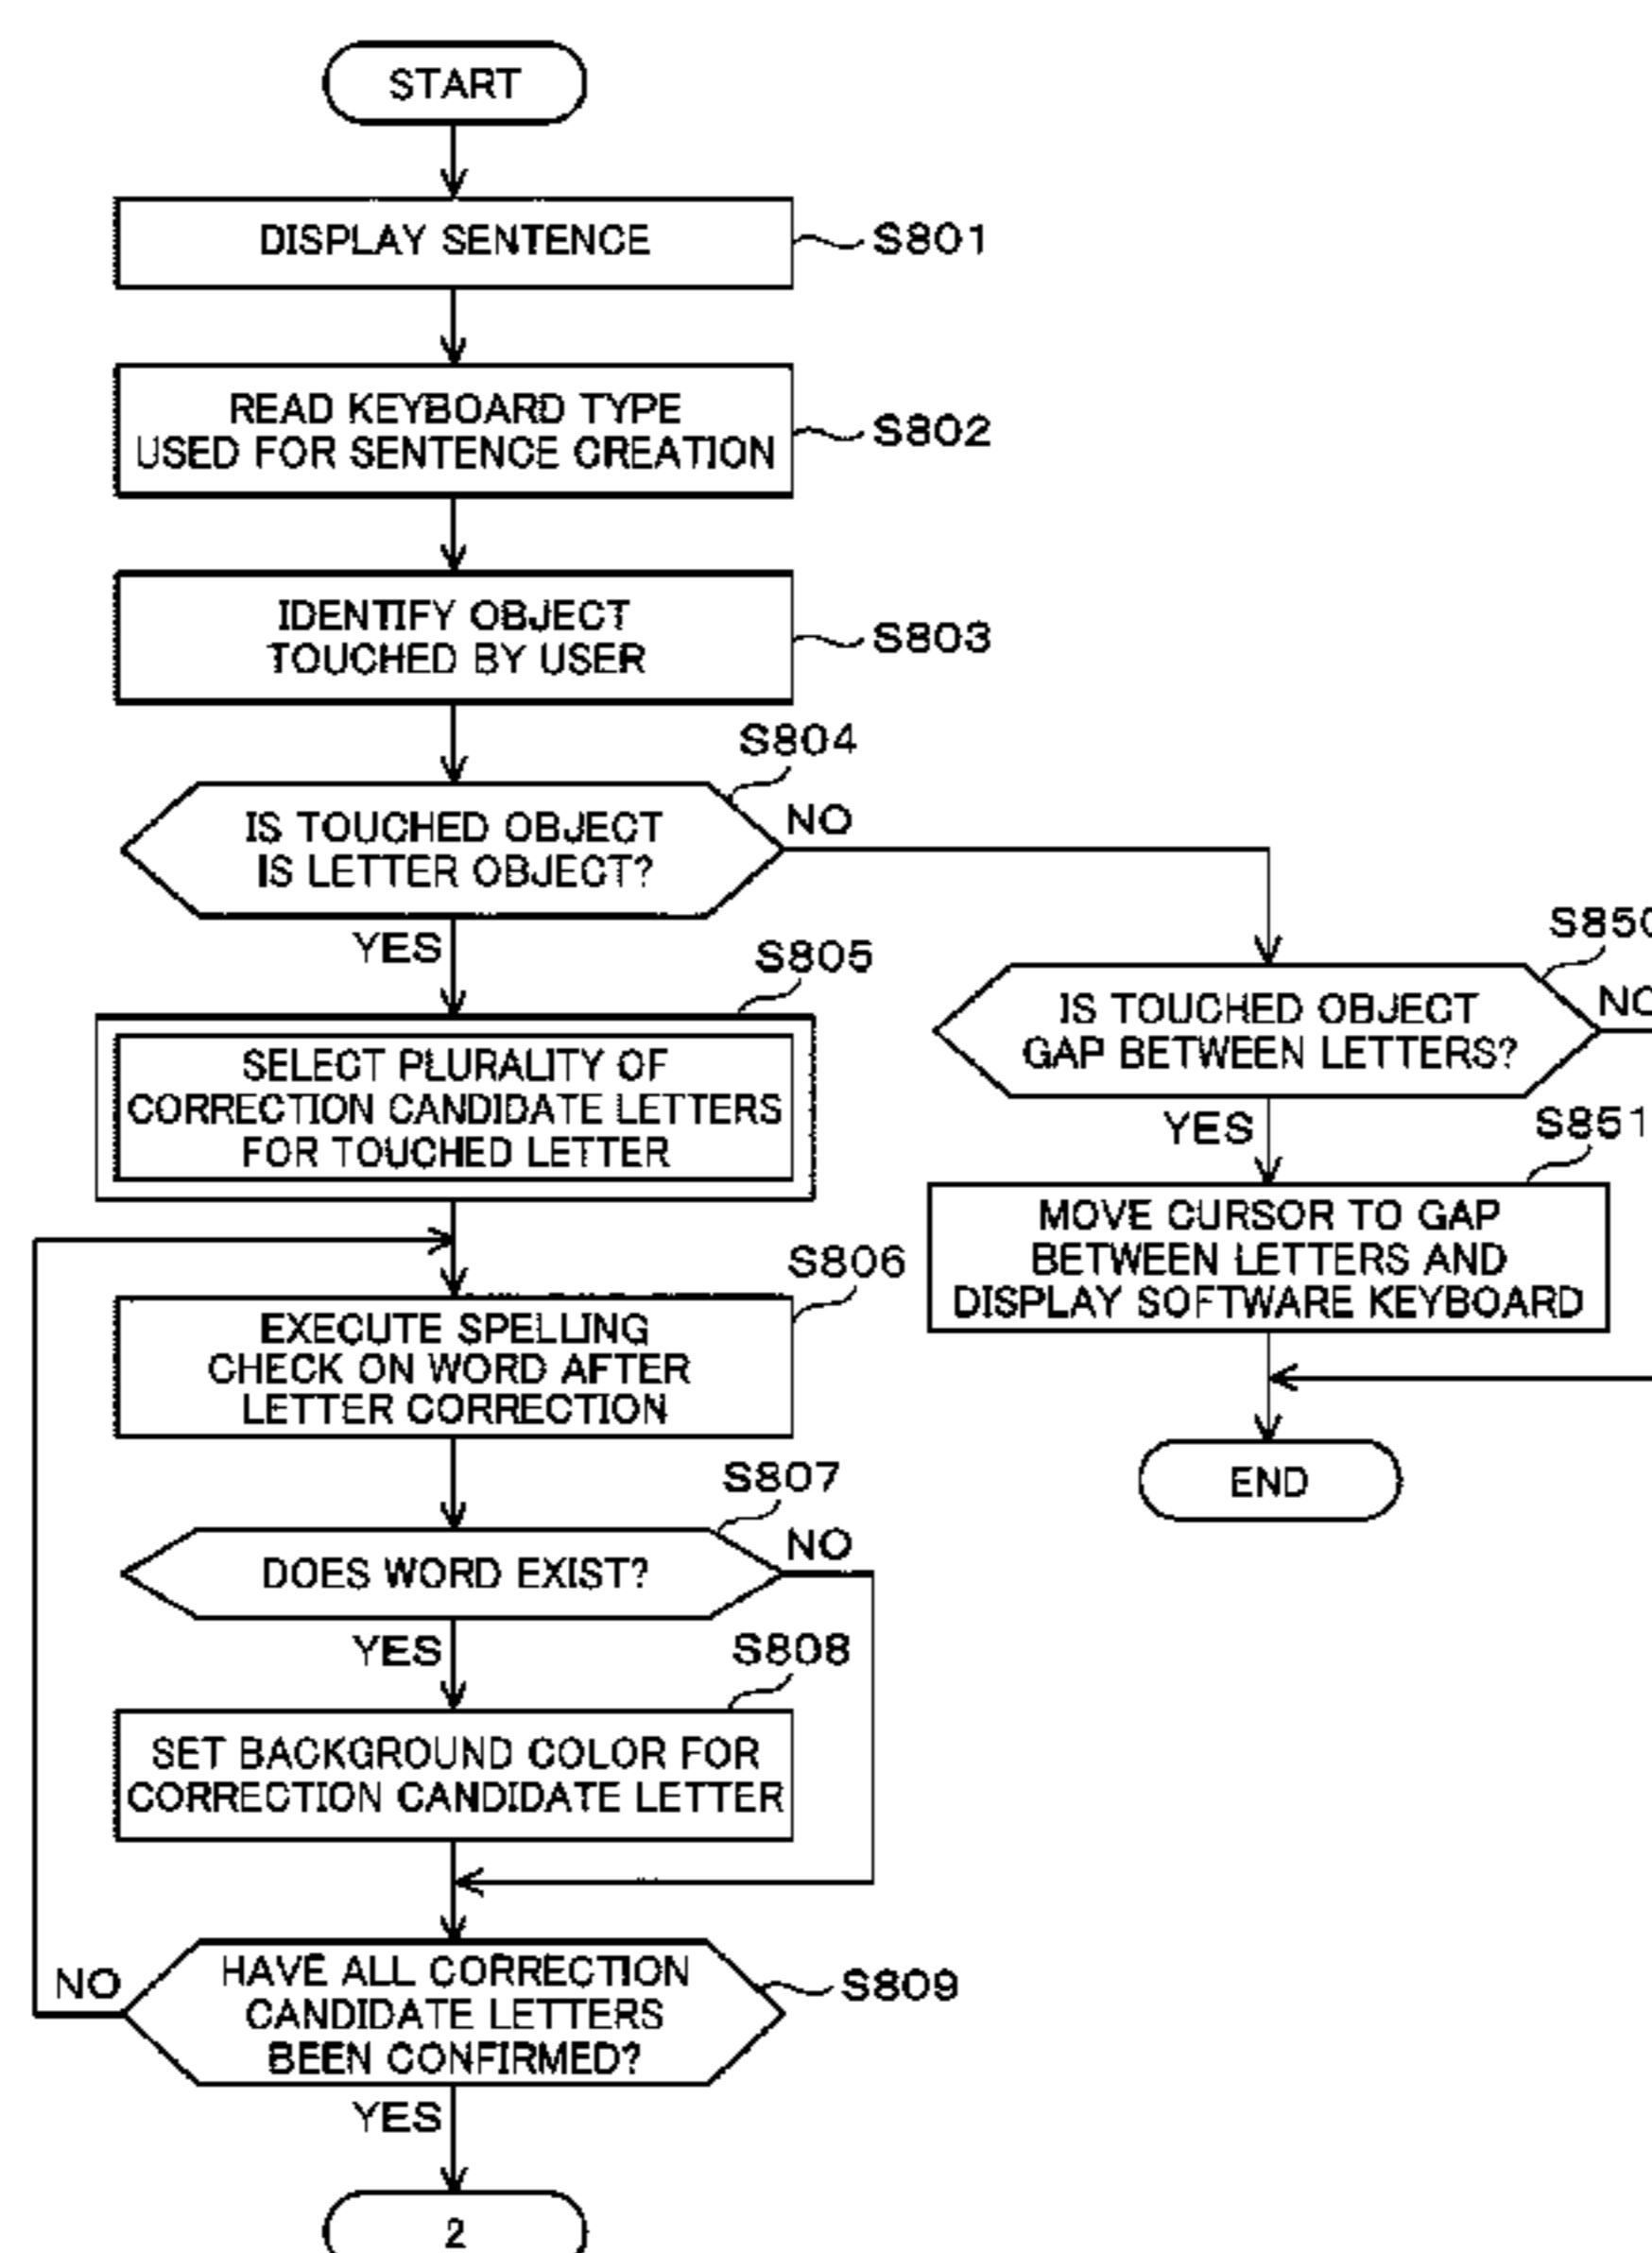 START
DISPLAY SENTENCE
S801
READ KEYBOARD TYPE
USED FOR SENTENCE CREATION
S802
IDENTIFY OBJECT
TOUCHED BY USER
S803
S804
IS TOUCHED OBJECT
IS LETTER OBJECT?
NO
YES
S805
SELECT PLURALITY OF
CORRECTION CANDIDATE LETTERS
FOR TOUCHED LETTER
S806
EXECUTE SPELLING
CHECK ON WORD AFTER
LETTER CORRECTION
S807
DOES WORD EXIST?
NO
YES
S808
SET BACKGROUND COLOR FOR
CORRECTION CANDIDATE LETTER
HAVE ALL CORRECTION
CANDIDATE LETTERS
BEEN CONFIRMED?
S809
NO
YES
2
S850
IS TOUCHED OBJECT
GAP BETWEEN LETTERS?
NO
YES
S851
MOVE CURSOR TO GAP
BETWEEN LETTERS AND
DISPLAY SOFTWARE KEYBOARD
END